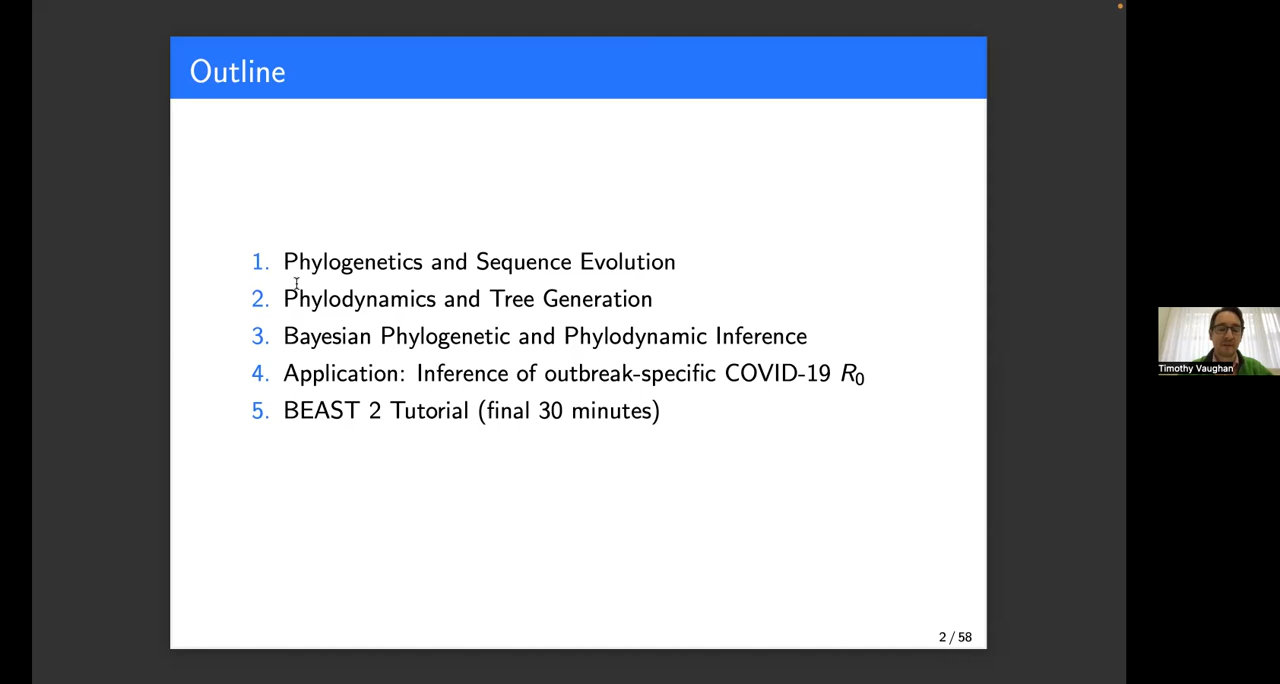 Outline
1. Phylogenetics and Sequence Evolution
2. Phylodynamics and Tree Generation
3. Bayesian Phylogenetic and Phylodynamic Inference
4. Application: Inference of outbreak-specific COVID-19 R₀
5. BEAST 2 Tutorial (final 30 minutes)
2 / 58
Timothy Vaughan